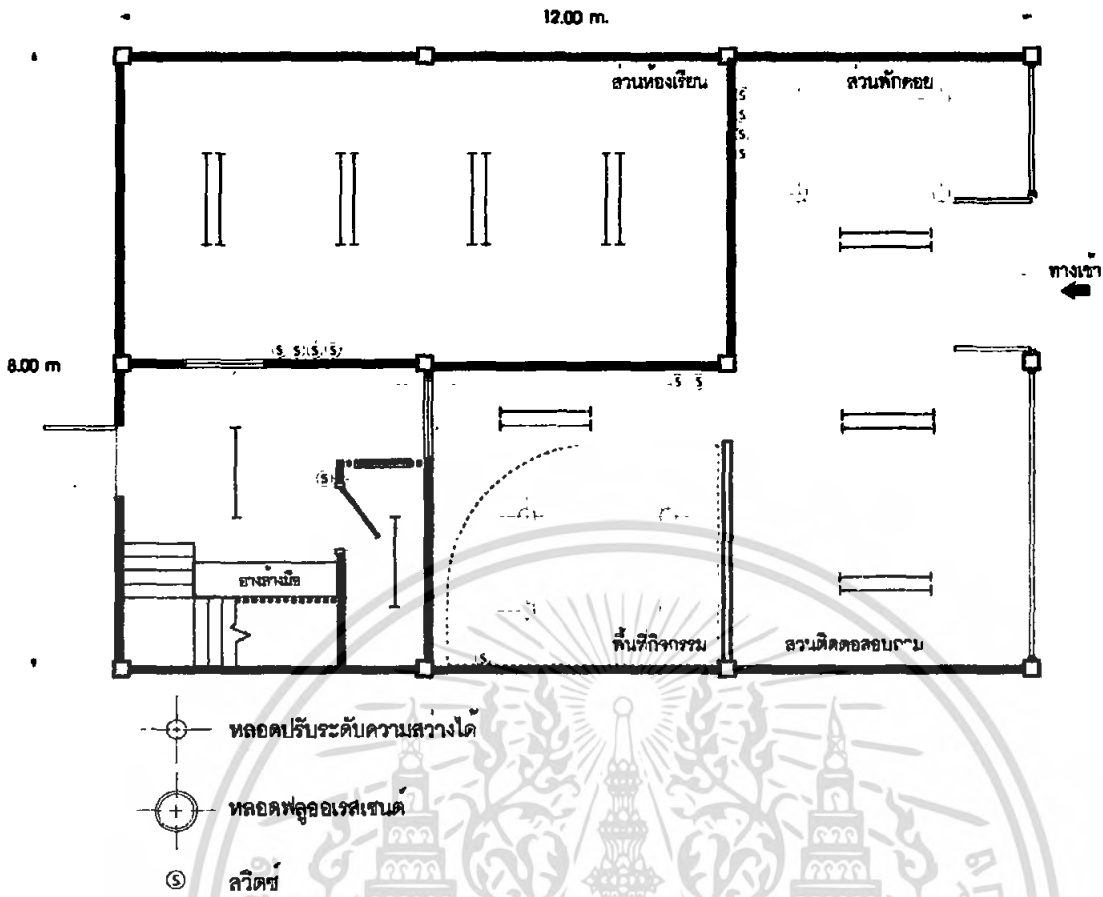 12.00 m.
ส่วนห้องเรียน
ส่วนพักคอย
S
S
S
S
ทางเข้า
8.00 m
S S S S
S S
S
อ่างล้างมือ
พื้นที่กิจกรรม
ส่วนติดต่อสอบถาม
S
หลอดปรับระดับความสว่างได้
หลอดฟลูออเรสเซนต์
S สวิตซ์